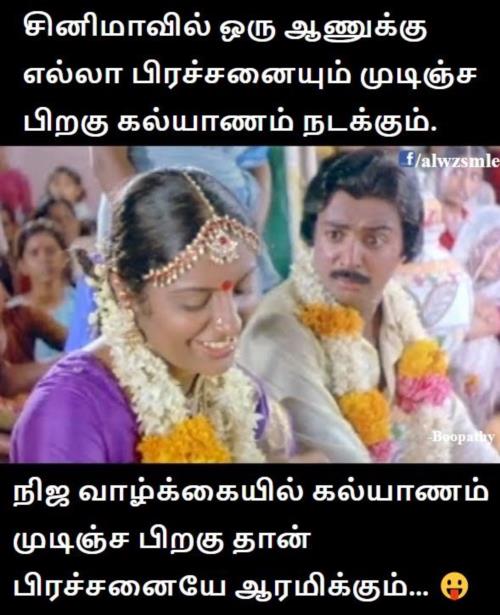 சினிமாவில் ஒரு ஆணுக்கு
எல்லா பிரச்சனையும் முடிஞ்ச
பிறகு கல்யாணம் நடக்கும்.
f/alwzsmle
-Boopathy
நிஜ வாழ்க்கையில் கல்யாணம்
முடிஞ்ச பிறகு தான்
பிரச்சனையே ஆரமிக்கும்... 😛